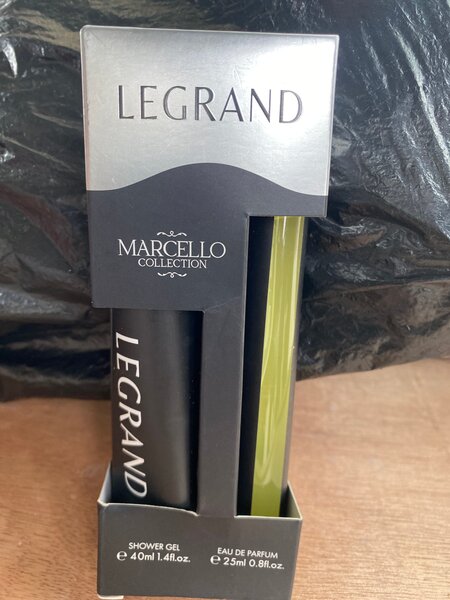 LEGRAND
MARCELLO
COLLECTION
LEGRAND
SHOWER GEL
℮ 40ml 1.4fl.oz.
EAU DE PARFUM
℮ 25ml 0.8fl.oz.